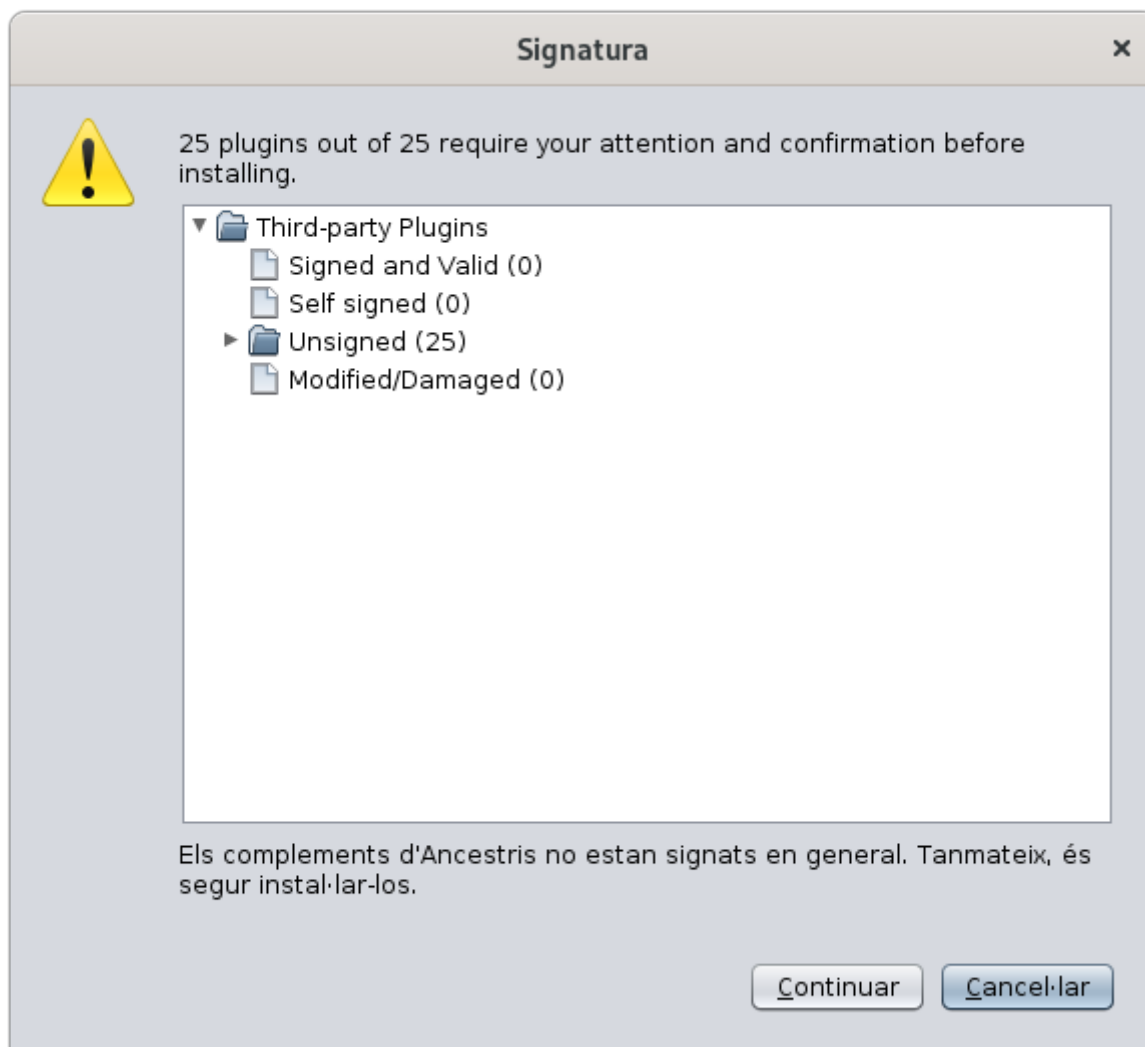 Signatura
25 plugins out of 25 require your attention and confirmation before
installing.
Third-party Plugins
Signed and Valid (0)
Self signed (0)
Unsigned (25)
Modified/Damaged (0)
Els complements d'Ancestris no estan signats en general. Tanmateix, és
segur instal·lar-los.
Continuar
Cancel·lar